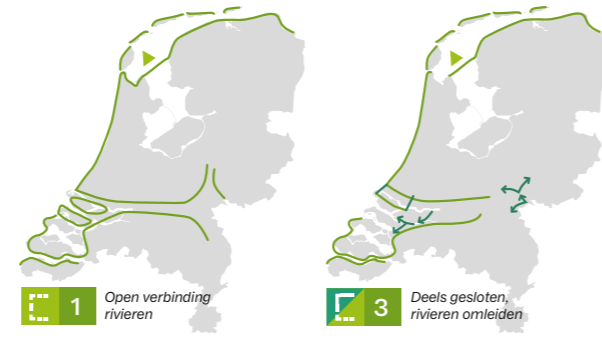 1
Open verbinding
rivieren
3
Deels gesloten,
rivieren omleiden